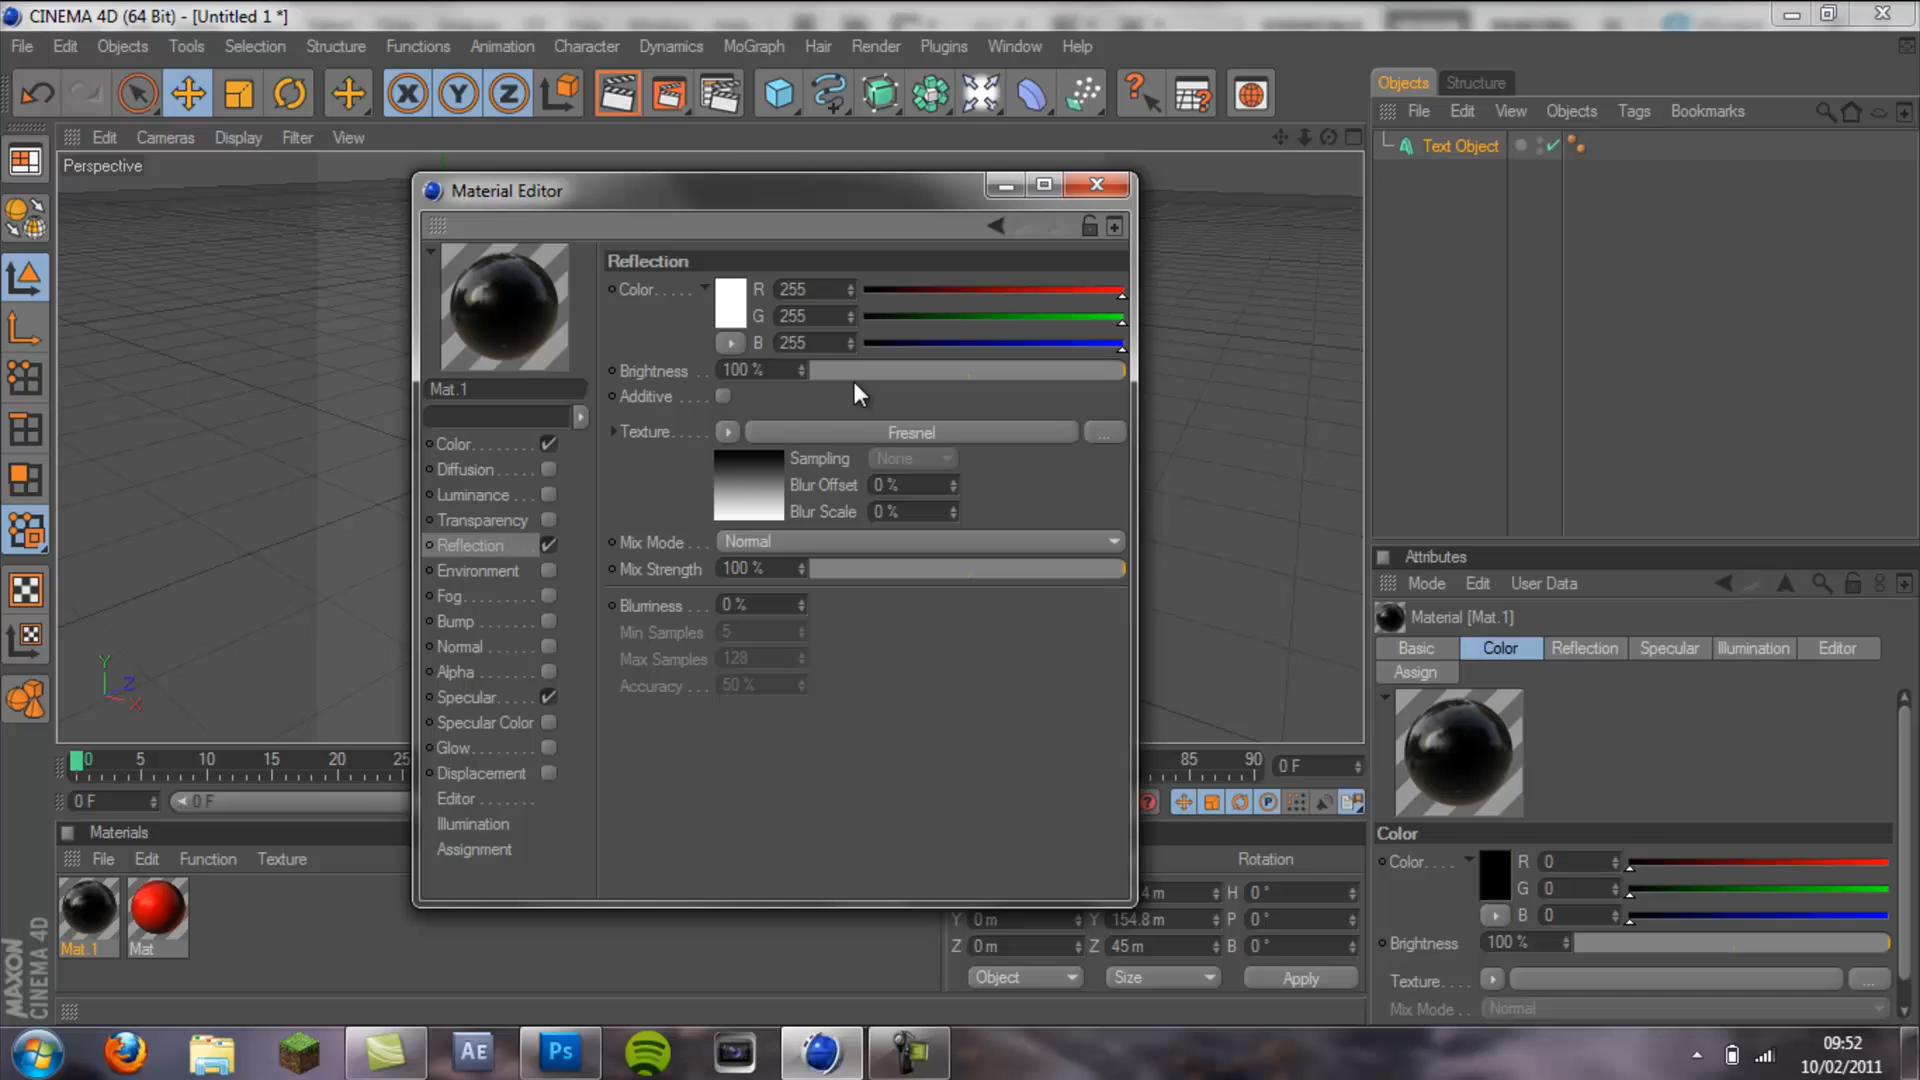 CINEMA 4D (64 Bit) - [Untitled 1 *]
File Edit Objects Tools Selection Structure Functions Animation Character Dynamics MoGraph Hair Render Plugins Window Help
X Y Z
Objects Structure
File Edit View Objects Tags Bookmarks
Text Object
Edit Cameras Display Filter View
Perspective
Material Editor
Reflection
Color..... R 255
G 255
B 255
Brightness .. 100 %
Additive ....
Texture..... Fresnel ...
Sampling None
Blur Offset 0 %
Blur Scale 0 %
Mix Mode... Normal
Mix Strength 100 %
Blurriness ... 0 %
Min Samples 5
Max Samples 128
Accuracy ... 50 %
Mat.1
Color.......
Diffusion.....
Luminance....
Transparency
Reflection
Environment
Fog........
Bump.......
Normal.....
Alpha.......
Specular.....
Specular Color
Glow........
Displacement
Editor.......
Illumination
Assignment
Y
Z
X
0 5 10 15 20 25
85 90 0 F
0 F 0 F
P
Materials
File Edit Function Texture
Mat.1 Mat
MAXON
CINEMA 4D
Rotation
4 m H 0 °
Y 0 m Y 154.8 m P 0 °
Z 0 m Z 45 m B 0 °
Object Size Apply
Attributes
Mode Edit User Data
Material [Mat.1]
Basic Color Reflection Specular Illumination Editor
Assign
Color
Color.... R 0
G 0
B 0
Brightness 100 %
Texture.... ...
Mix Mode.. Normal
AE Ps
09:52
10/02/2011